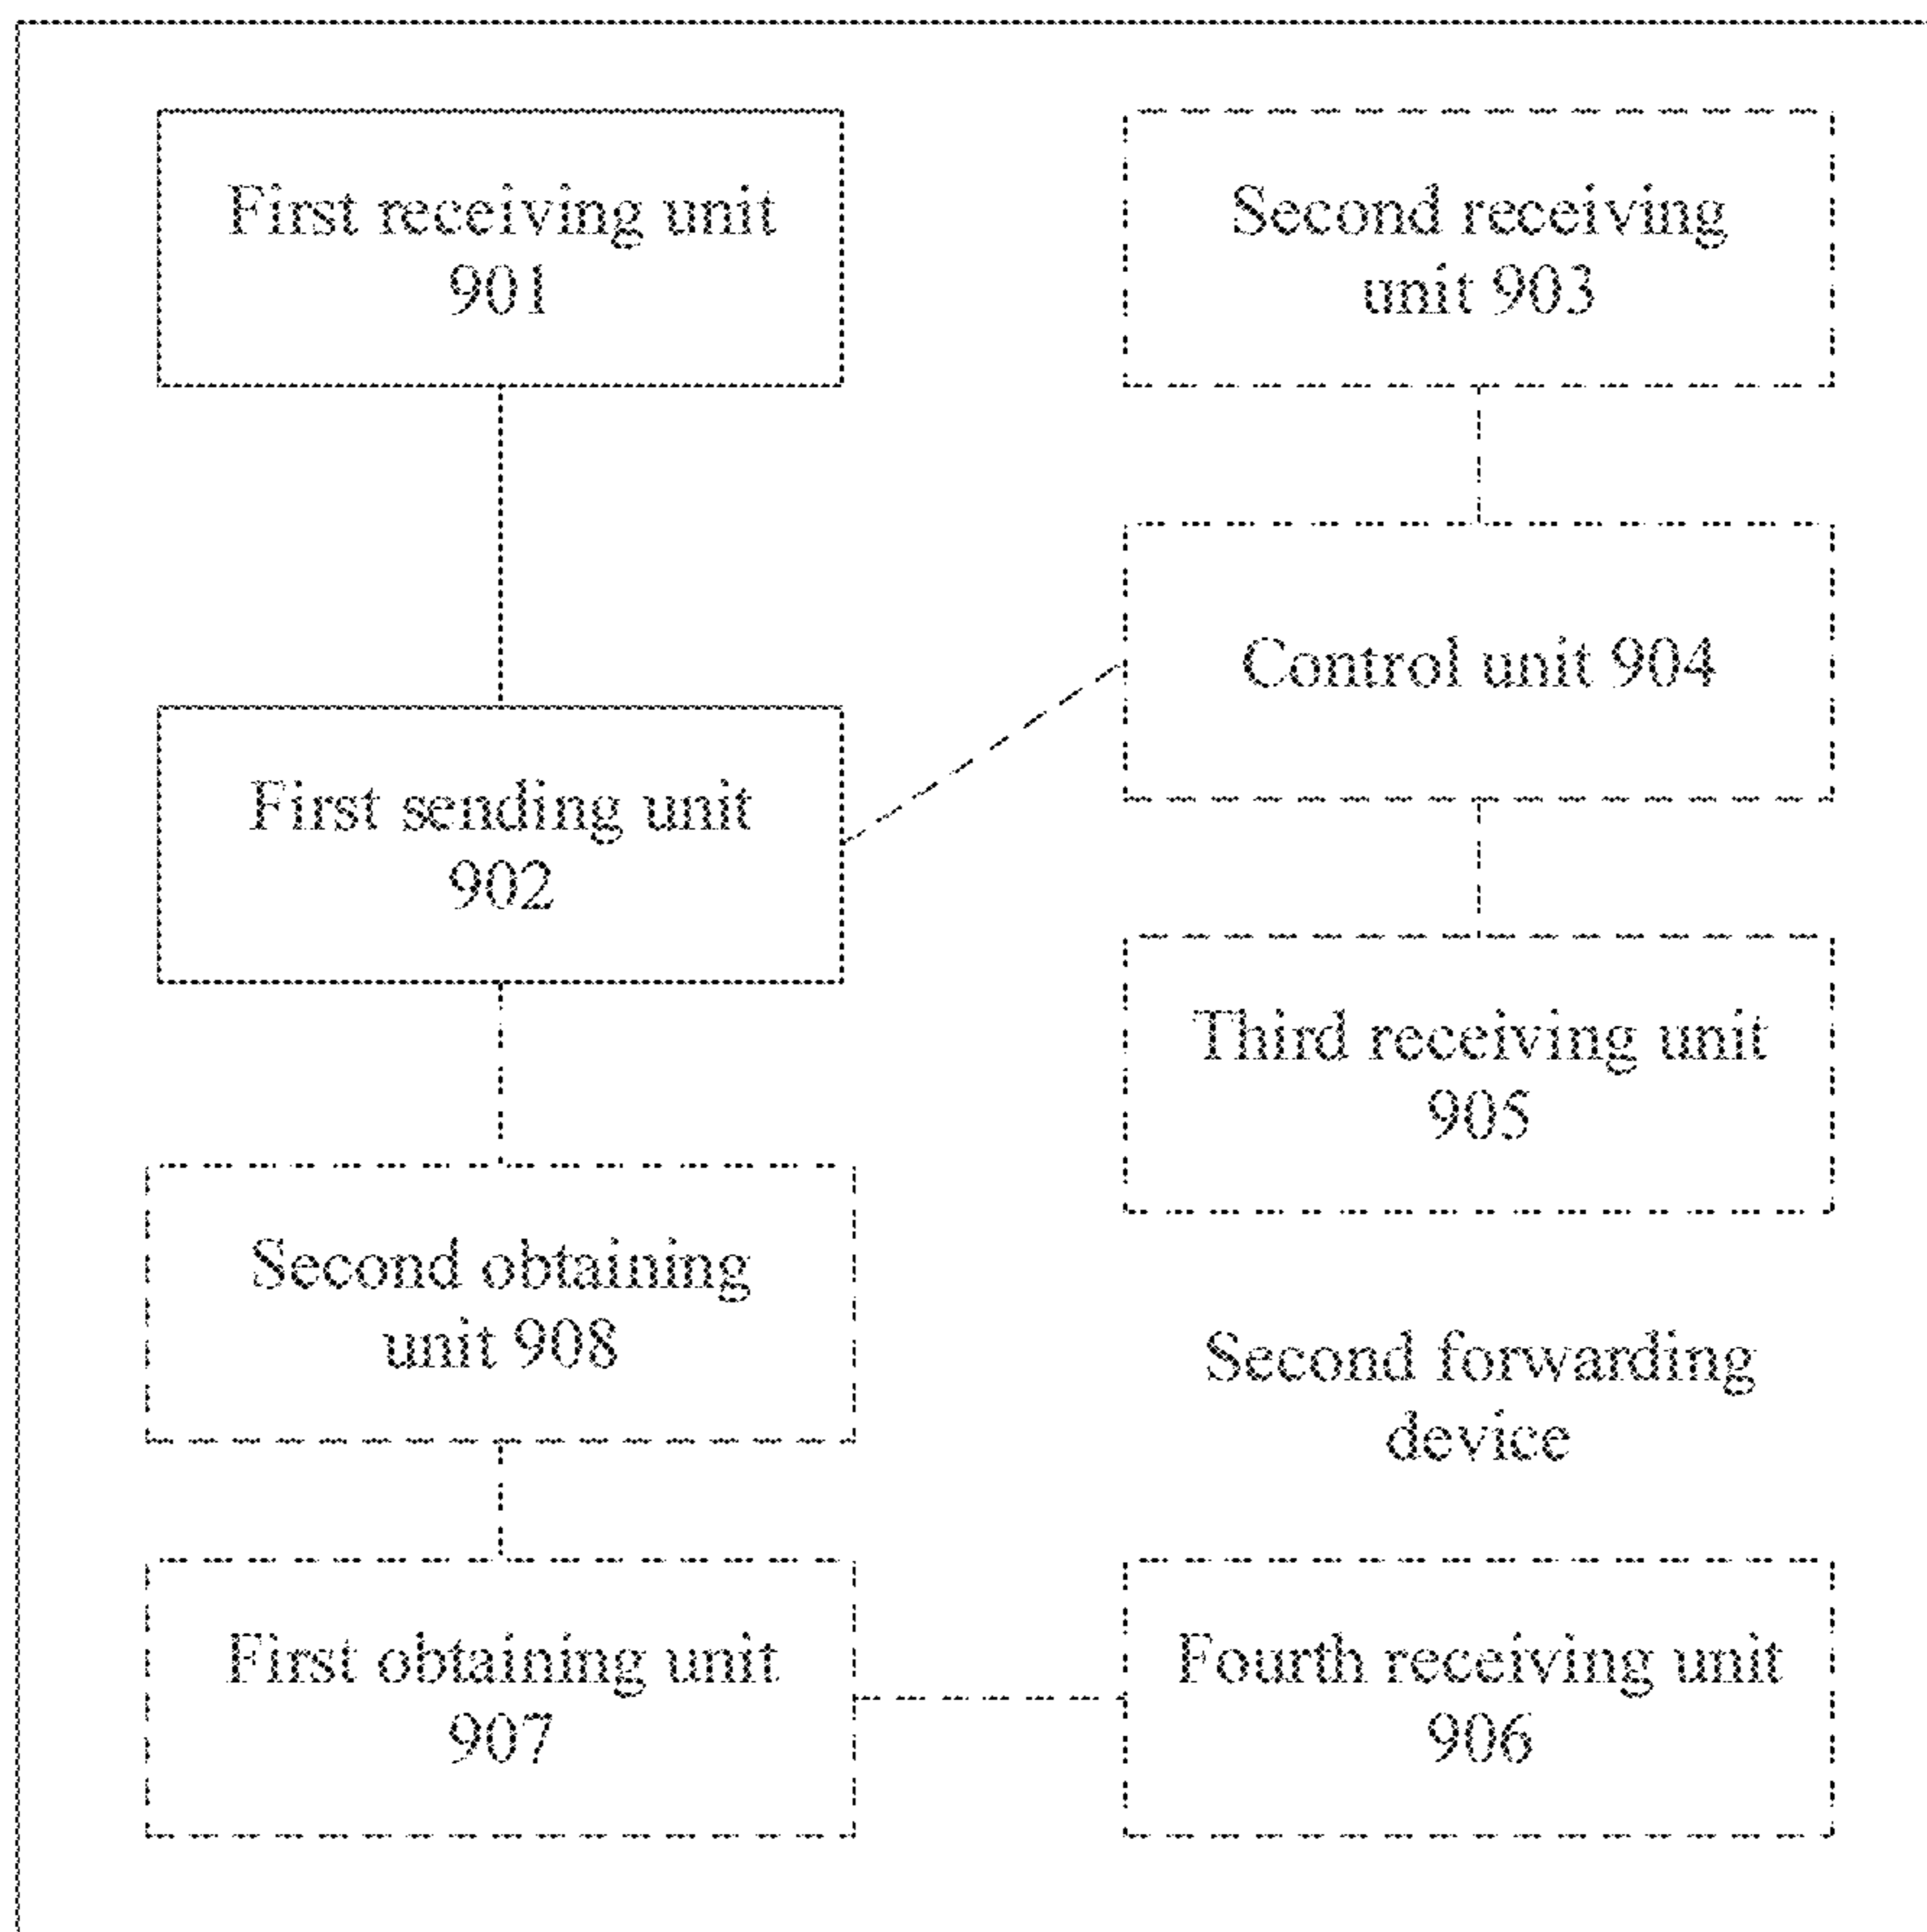 First receiving unit
901
Second receiving
unit 903
Control unit 904
First sending unit
902
Third receiving unit
905
Second obtaining
unit 908
Second forwarding
device
First obtaining unit
907
Fourth receiving unit
906